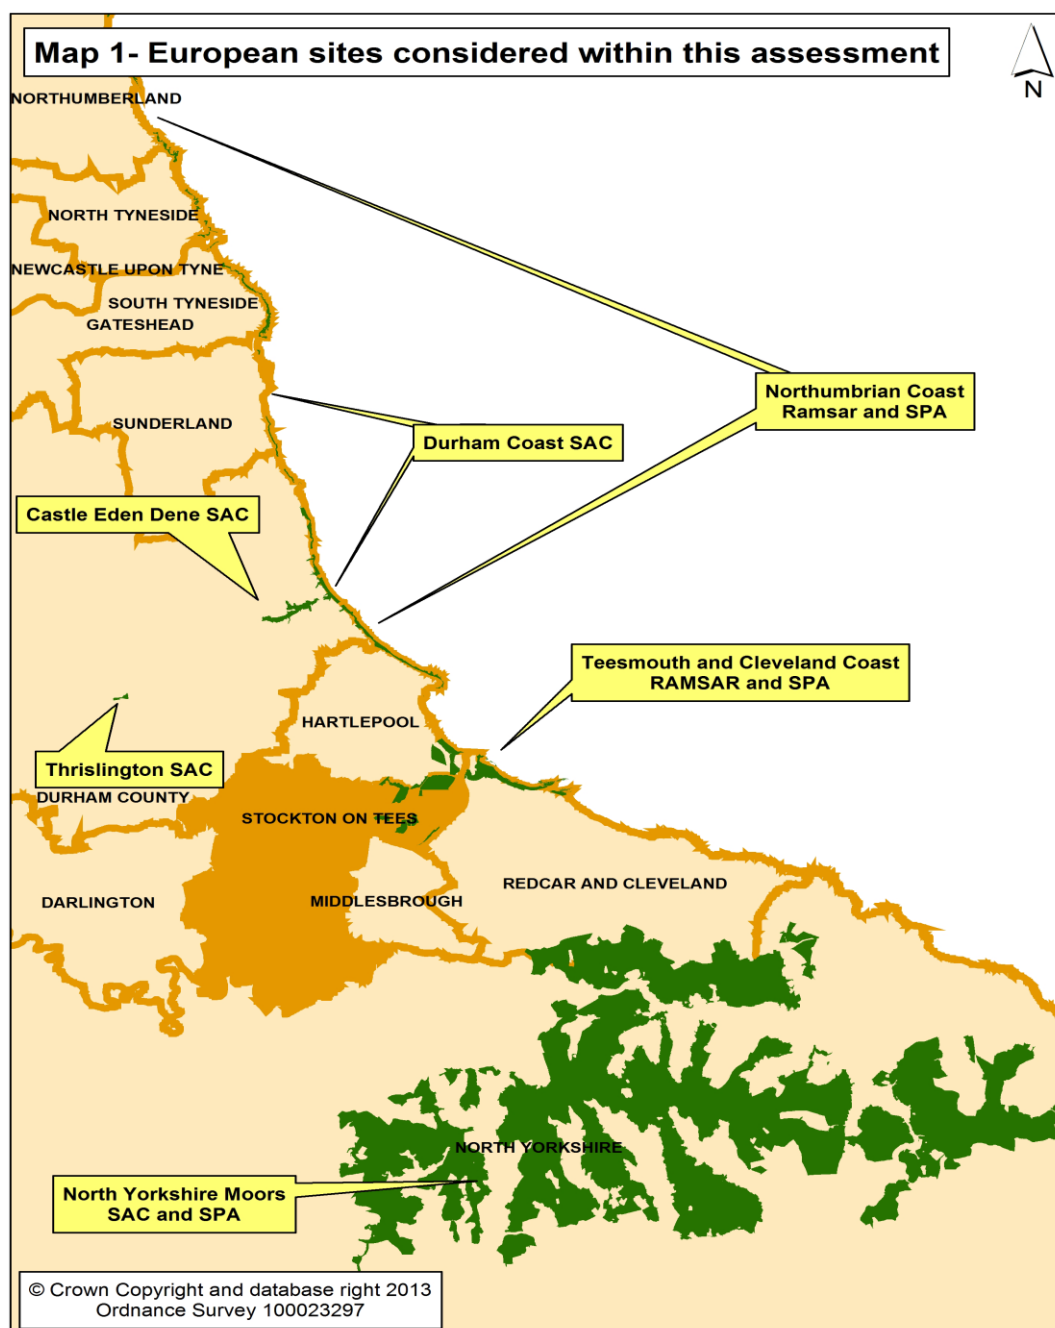 Map 1- European sites considered within this assessment
N
NORTHUMBERLAND
NORTH TYNESIDE
NEWCASTLE UPON TYNE
SOUTH TYNESIDE
GATESHEAD
Northumbrian Coast
Ramsar and SPA
SUNDERLAND
Durham Coast SAC
Castle Eden Dene SAC
Teesmouth and Cleveland Coast
RAMSAR and SPA
HARTLEPOOL
Thrislington SAC
DURHAM COUNTY
STOCKTON ON TEES
REDCAR AND CLEVELAND
DARLINGTON
MIDDLESBROUGH
NORTH YORKSHIRE
North Yorkshire Moors
SAC and SPA
© Crown Copyright and database right 2013
Ordnance Survey 100023297